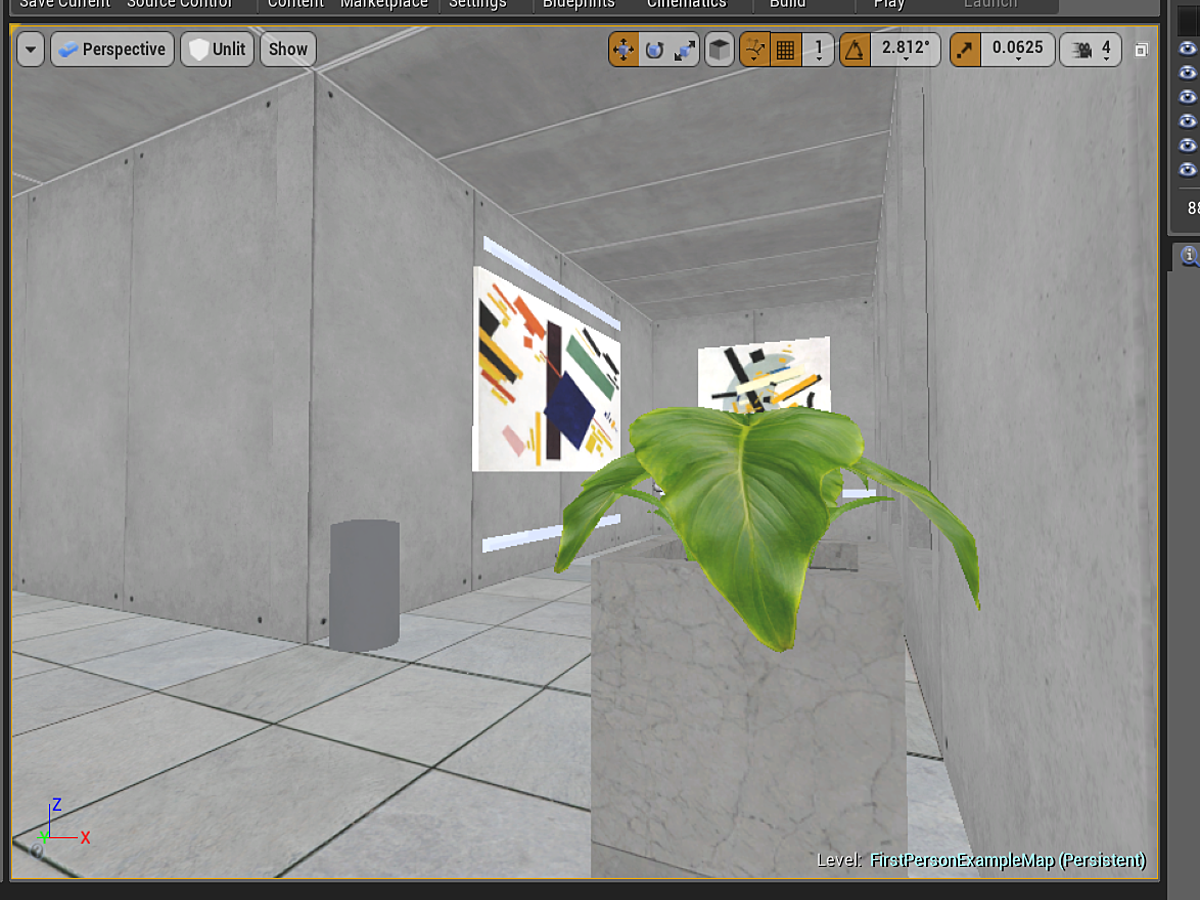 Save Current Source Control Content Marketplace Settings Blueprints Cinematics Build Play Launch
Perspective Unlit Show 1 2.812° 0.0625 4
Z
Y X
Level: FirstPersonExampleMap (Persistent)